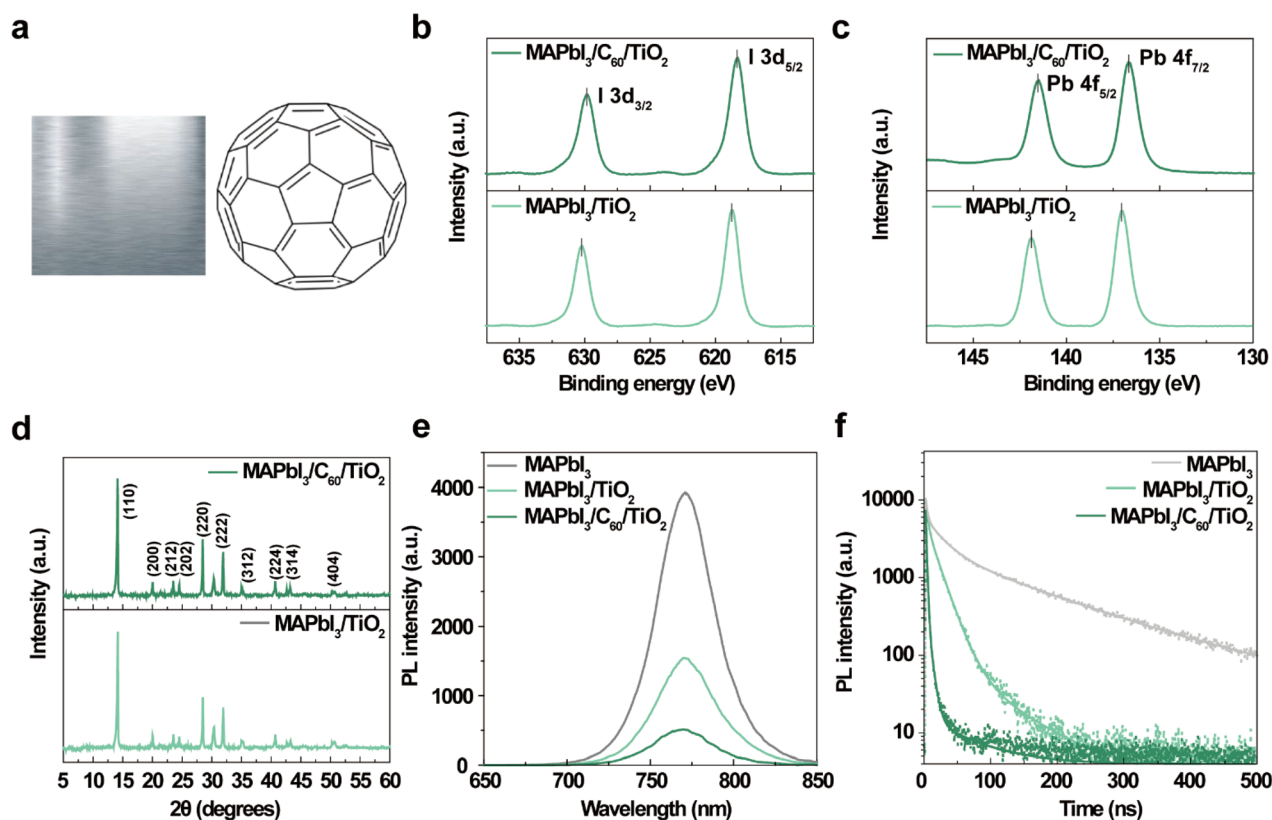 a
b
MAPbI₃/C₆₀/TiO₂
I 3d₅/₂
I 3d₃/₂
MAPbI₃/TiO₂
Intensity (a.u.)
635 630 625 620 615
Binding energy (eV)
c
MAPbI₃/C₆₀/TiO₂
Pb 4f₇/₂
Pb 4f₅/₂
MAPbI₃/TiO₂
Intensity (a.u.)
145 140 135 130
Binding energy (eV)
d
MAPbI₃/C₆₀/TiO₂
(110) (200) (212) (202) (220) (222) (312) (224) (314) (404)
MAPbI₃/TiO₂
Intensity (a.u.)
5 10 15 20 25 30 35 40 45 50 55 60
2θ (degrees)
e
MAPbI₃
MAPbI₃/TiO₂
MAPbI₃/C₆₀/TiO₂
4000
3000
2000
1000
0
PL intensity (a.u.)
650 700 750 800 850
Wavelength (nm)
f
MAPbI₃
MAPbI₃/TiO₂
MAPbI₃/C₆₀/TiO₂
10000
1000
100
10
PL intensity (a.u.)
0 100 200 300 400 500
Time (ns)